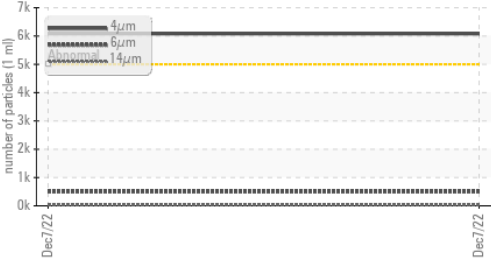 7k
4μm
6k
6μm
Abnormal
14μm
5k
4k
3k
2k
1k
0k
number of particles (1 ml)
Dec7/22
Dec7/22